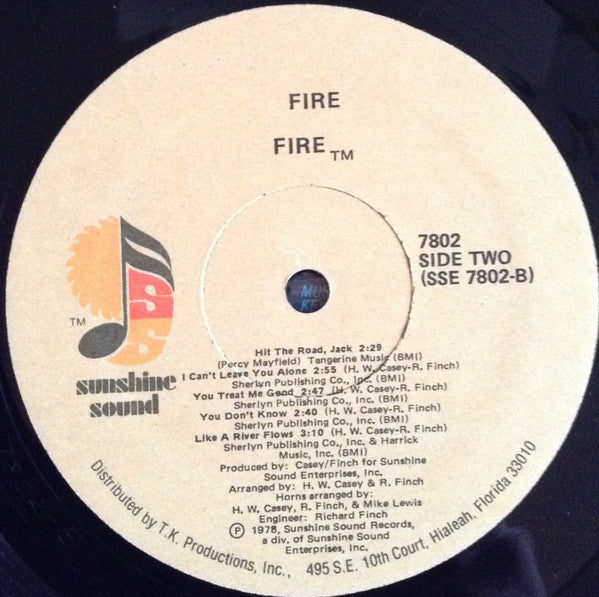 FIRE
FIRE TM
7802
SIDE TWO
(SSE 7802-B)
SS
TM
sunshine
sound
Hit The Road, Jack 2:29
(Percy Mayfield) Tangerine Music (BMI)
I Can't Leave You Alone 2:55 (H. W. Casey-R. Finch)
Sherlyn Publishing Co., Inc. (BMI)
You Treat Me Good 2:47 (H. W. Casey-R. Finch)
Sherlyn Publishing Co., Inc. (BMI)
You Don't Know 2:40 (H. W. Casey-R. Finch)
Sherlyn Publishing Co., Inc. (BMI)
Like A River Flows 3:10 (H. W. Casey-R. Finch)
Sherlyn Publishing Co., Inc. & Harrick
Music, Inc. (BMI)
Produced by: Casey/Finch for Sunshine
Sound Enterprises, Inc.
Arranged by: H. W. Casey & R. Finch
Horns arranged by:
H. W. Casey, R. Finch, & Mike Lewis
Engineer: Richard Finch
Ⓟ 1978, Sunshine Sound Records,
a div. of Sunshine Sound
Enterprises, Inc.
Distributed by T.K. Productions, Inc., 495 S.E. 10th Court, Hialeah, Florida 33010